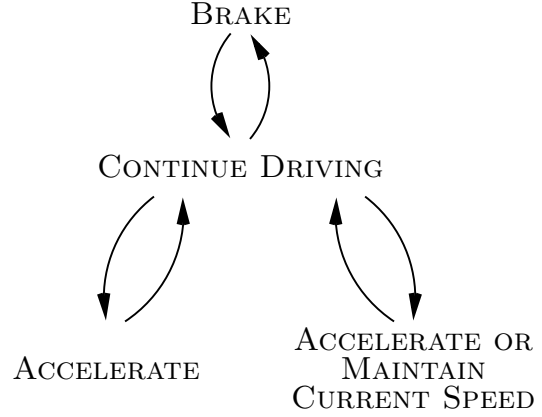 BRAKE
CONTINUE DRIVING
ACCELERATE
ACCELERATE OR
MAINTAIN
CURRENT SPEED